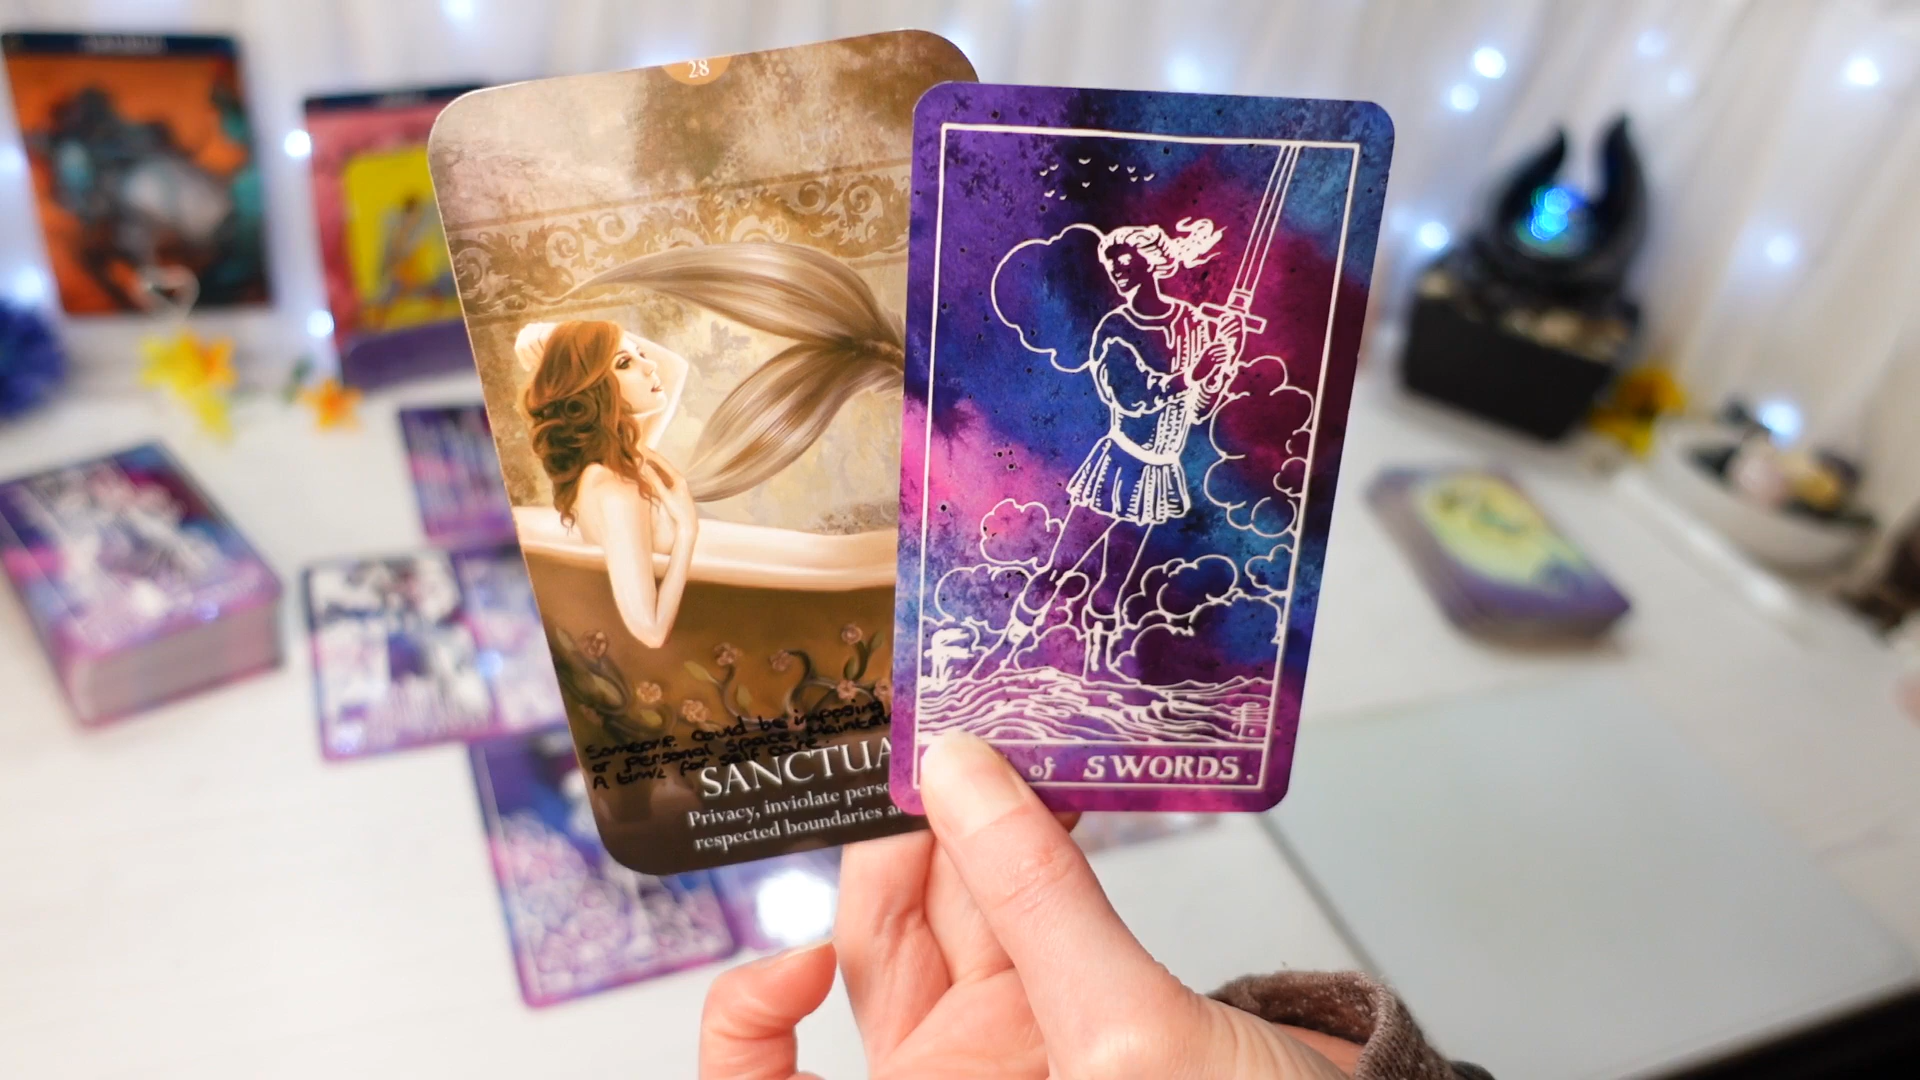 28
Someone could be imposing
or personal space. Maintain
A time for self care.
SANCTUA
Privacy, inviolate perso
respected boundaries a
of SWORDS.